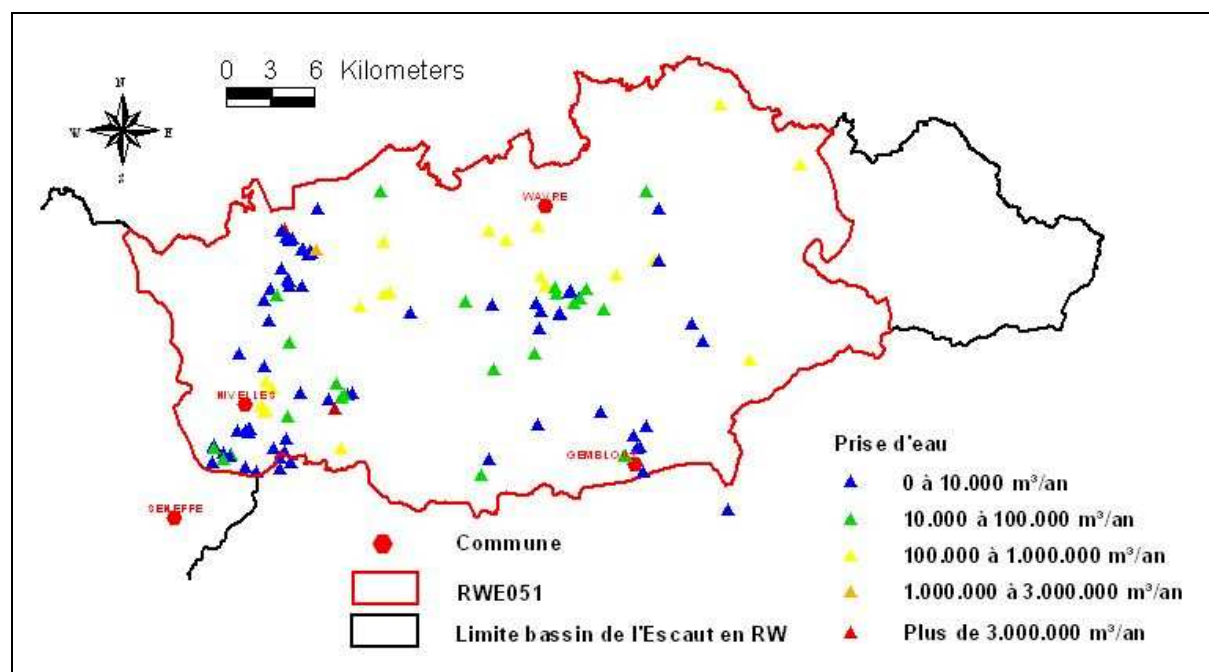 0 3 6 Kilometers
N
W E
S
WAVRE
NIVELLES
GEMBLOU
SENEFFE
Prise d'eau
0 à 10.000 m³/an
10.000 à 100.000 m³/an
100.000 à 1.000.000 m³/an
1.000.000 à 3.000.000 m³/an
Plus de 3.000.000 m³/an
Commune
RWE051
Limite bassin de l'Escaut en RW